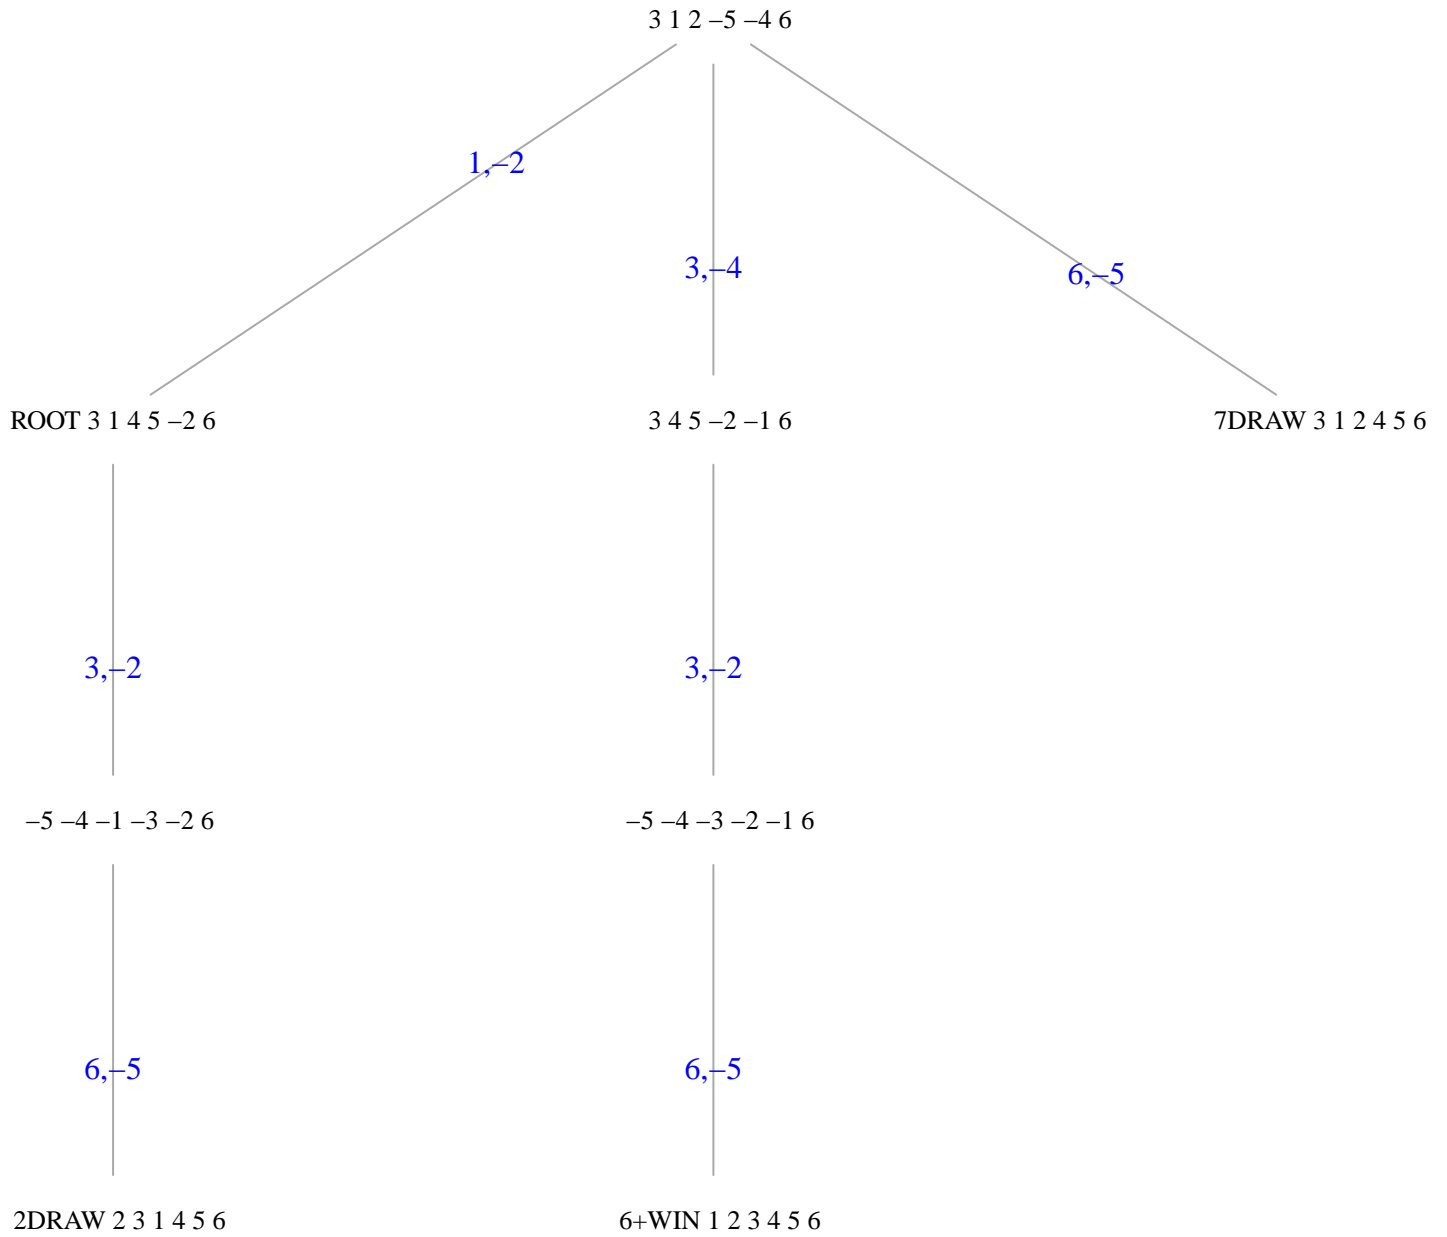 3 1 2 –5 –4 6
1,–2
3,–4
6,–5
ROOT 3 1 4 5 –2 6
3 4 5 –2 –1 6
7DRAW 3 1 2 4 5 6
3,–2
3,–2
–5 –4 –1 –3 –2 6
–5 –4 –3 –2 –1 6
6,–5
6,–5
2DRAW 2 3 1 4 5 6
6+WIN 1 2 3 4 5 6